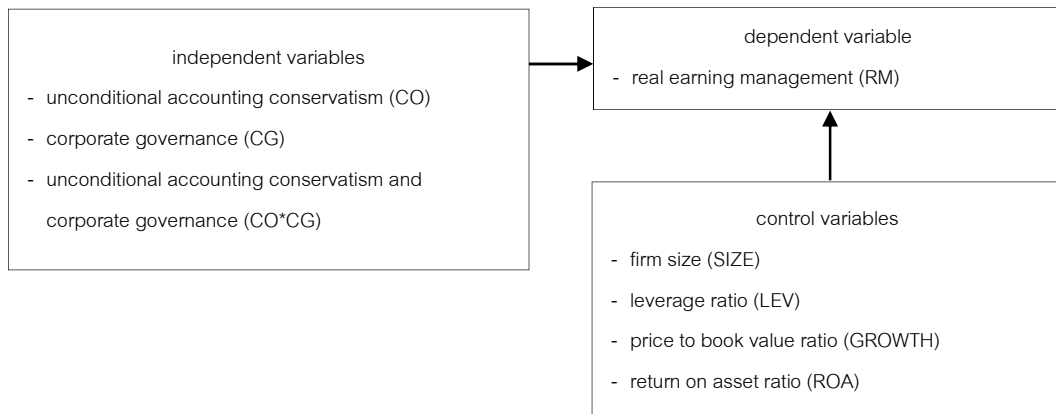 independent variables
- unconditional accounting conservatism (CO)
- corporate governance (CG)
- unconditional accounting conservatism and
corporate governance (CO*CG)
dependent variable
- real earning management (RM)
control variables
- firm size (SIZE)
- leverage ratio (LEV)
- price to book value ratio (GROWTH)
- return on asset ratio (ROA)